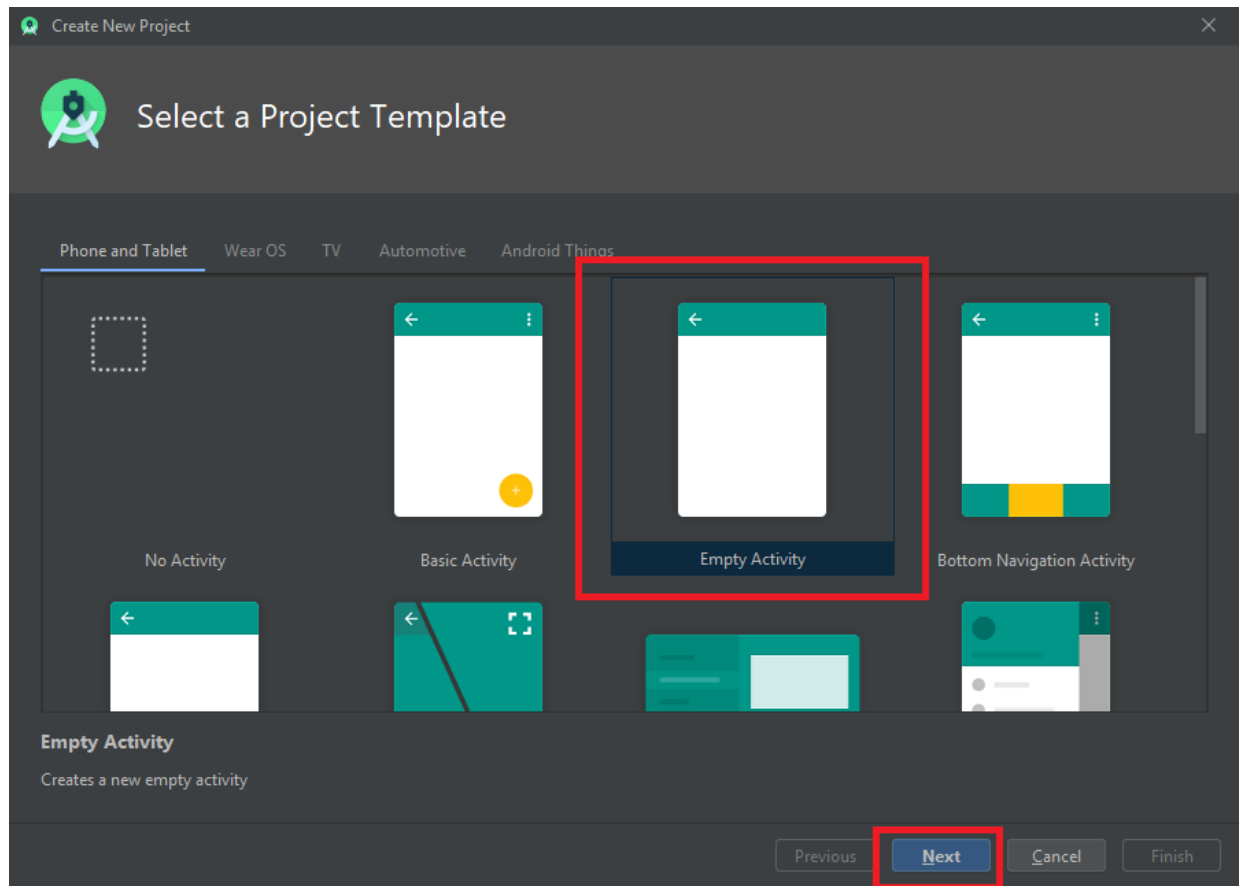 Create New Project
Select a Project Template
Phone and Tablet Wear OS TV Automotive Android Things
No Activity Basic Activity Empty Activity Bottom Navigation Activity
Empty Activity
Creates a new empty activity
Previous Next Cancel Finish